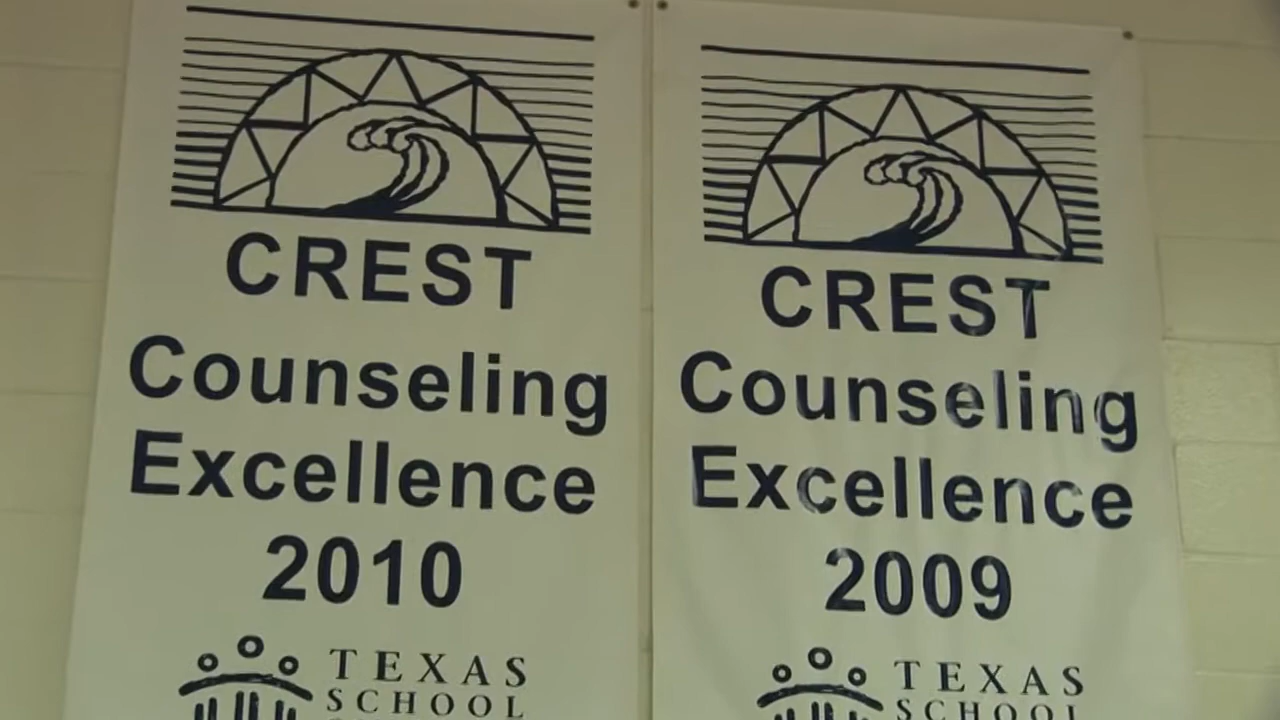 CREST
Counseling
Excellence
2010
TEXAS
SCHOOL
CREST
Counseling
Excellence
2009
TEXAS
SCHOOL